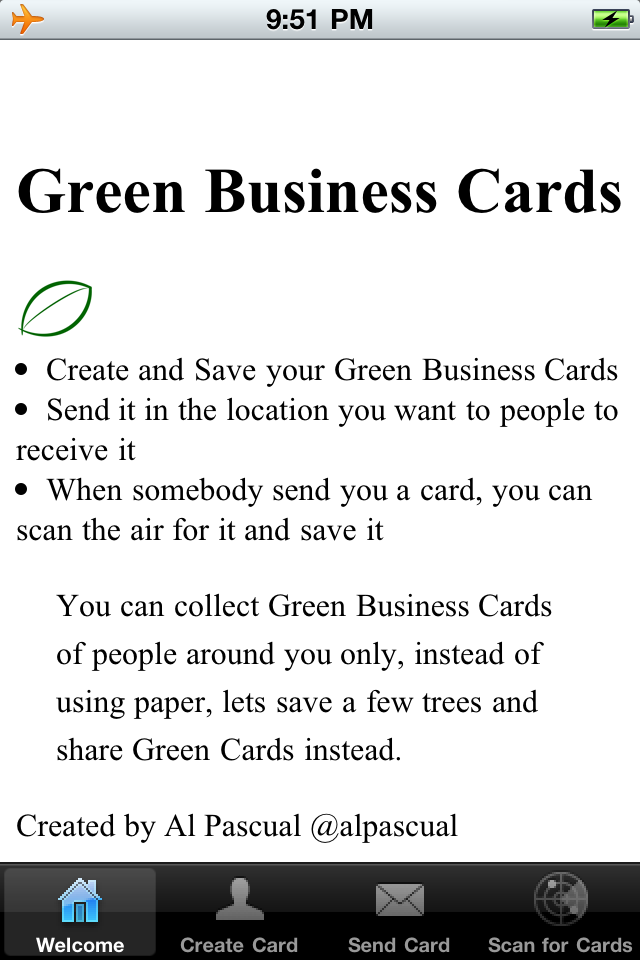 9:51 PM
Green Business Cards
• Create and Save your Green Business Cards
• Send it in the location you want to people to
receive it
• When somebody send you a card, you can
scan the air for it and save it
You can collect Green Business Cards
of people around you only, instead of
using paper, lets save a few trees and
share Green Cards instead.
Created by Al Pascual @alpascual
Welcome
Create Card
Send Card
Scan for Cards